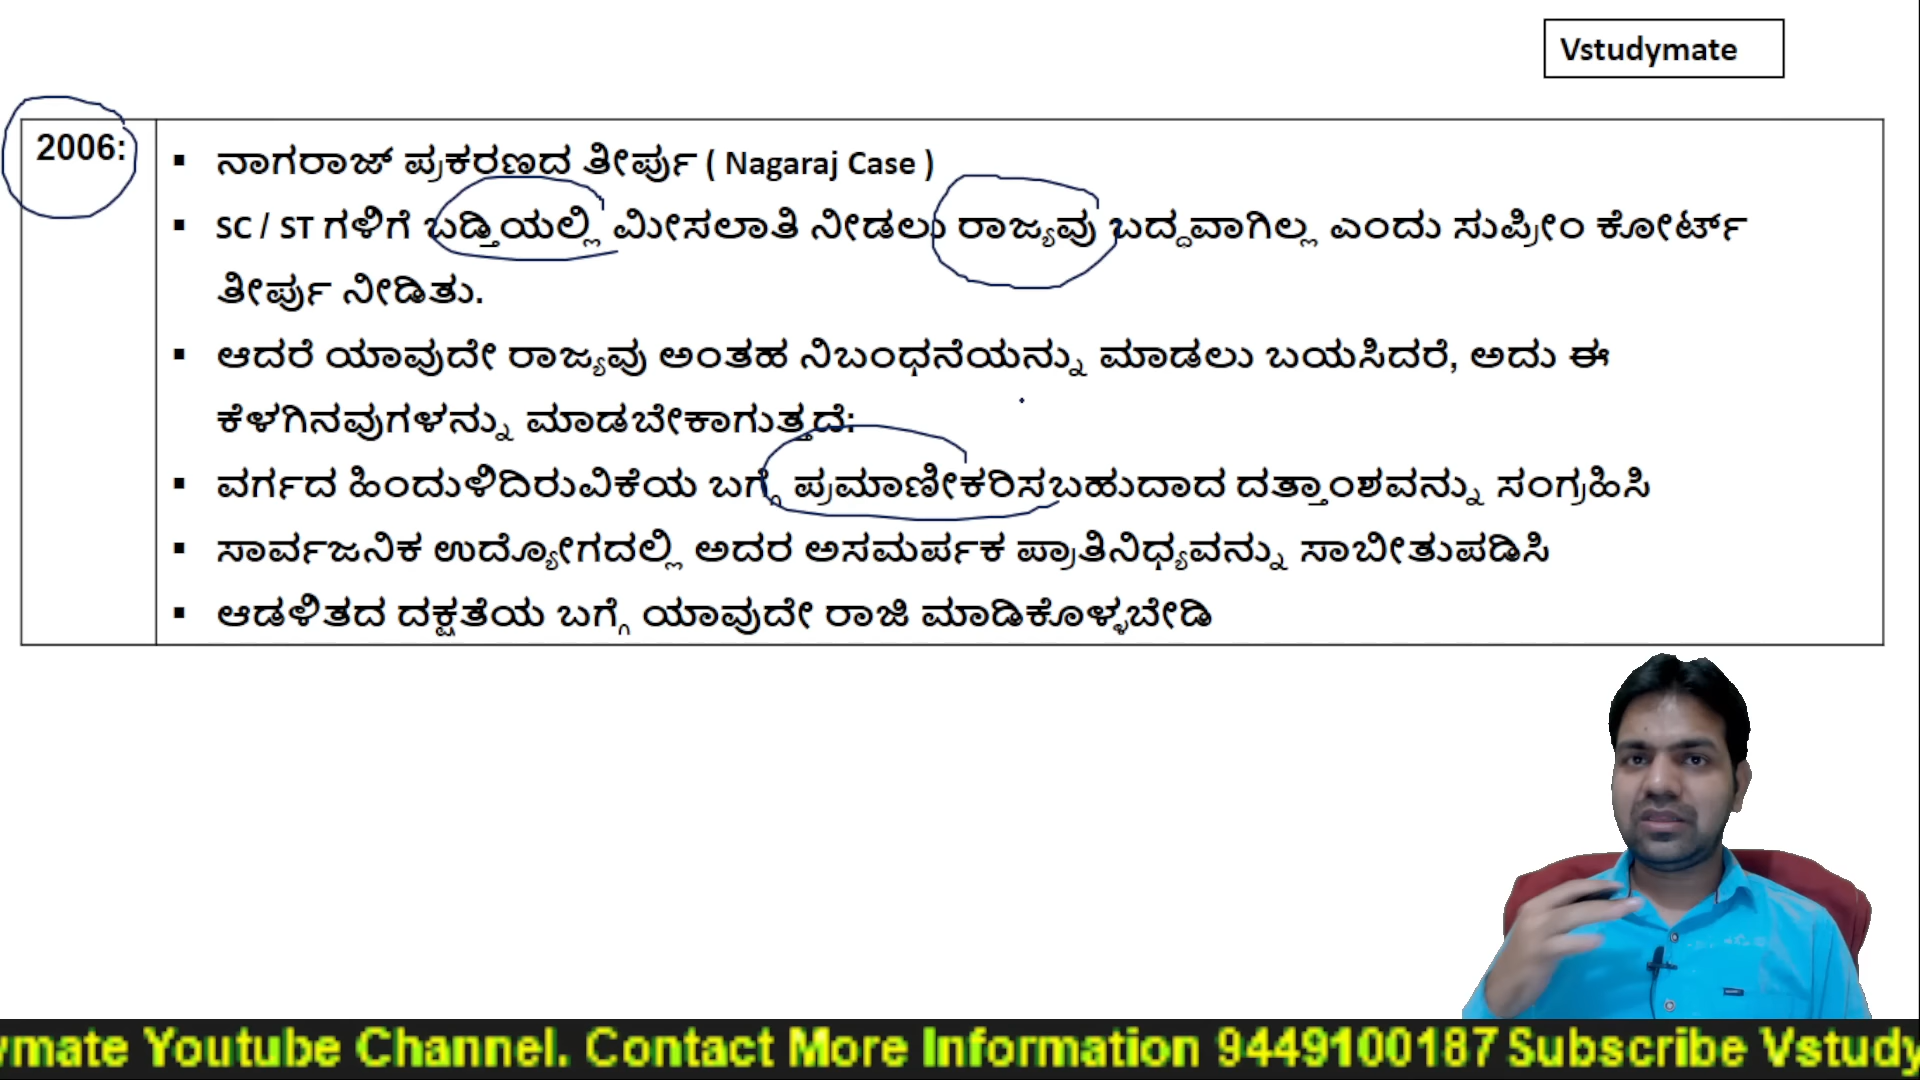 Vstudymate
2006:
▪ ನಾಗರಾಜ್ ಪ್ರಕರಣದ ತೀರ್ಪು ( Nagaraj Case )
▪ SC / ST ಗಳಿಗೆ ಬಡ್ತಿಯಲ್ಲಿ ಮೀಸಲಾತಿ ನೀಡಲು ರಾಜ್ಯವು ಬದ್ದವಾಗಿಲ್ಲ ಎಂದು ಸುಪ್ರೀಂ ಕೋರ್ಟ್
ತೀರ್ಪು ನೀಡಿತು.
▪ ಆದರೆ ಯಾವುದೇ ರಾಜ್ಯವು ಅಂತಹ ನಿಬಂಧನೆಯನ್ನು ಮಾಡಲು ಬಯಸಿದರೆ, ಅದು ಈ
ಕೆಳಗಿನವುಗಳನ್ನು ಮಾಡಬೇಕಾಗುತ್ತದೆ:
▪ ವರ್ಗದ ಹಿಂದುಳಿದಿರುವಿಕೆಯ ಬಗ್ಗೆ ಪ್ರಮಾಣೀಕರಿಸಬಹುದಾದ ದತ್ತಾಂಶವನ್ನು ಸಂಗ್ರಹಿಸಿ
▪ ಸಾರ್ವಜನಿಕ ಉದ್ಯೋಗದಲ್ಲಿ ಅದರ ಅಸಮರ್ಪಕ ಪ್ರಾತಿನಿಧ್ಯವನ್ನು ಸಾಬೀತುಪಡಿಸಿ
▪ ಆಡಳಿತದ ದಕ್ಷತೆಯ ಬಗ್ಗೆ ಯಾವುದೇ ರಾಜಿ ಮಾಡಿಕೊಳ್ಳಬೇಡಿ
ymate Youtube Channel. Contact More Information 9449100187 Subscribe Vstudy